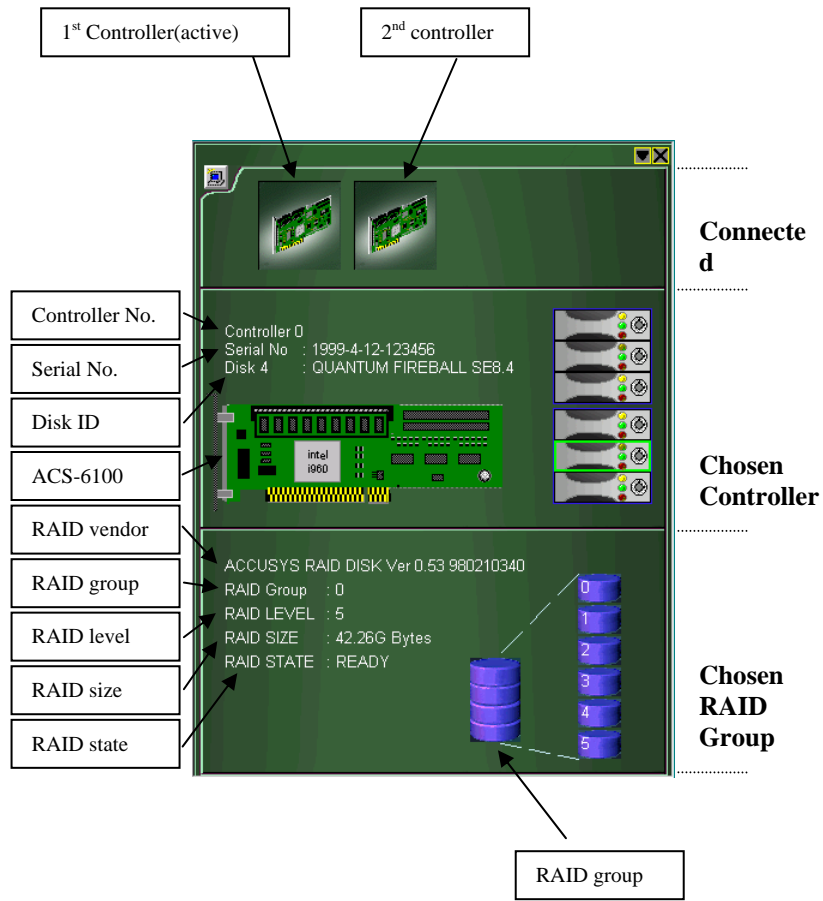 1st Controller(active)
2nd controller
Connecte
d
Controller No.
Serial No.
Disk ID
ACS-6100
RAID vendor
RAID group
RAID level
RAID size
RAID state
Controller 0
Serial No : 1999-4-12-123456
Disk 4 : QUANTUM FIREBALL SE8.4
intel
i960
Chosen
Controller
ACCUSYS RAID DISK Ver 0.53 980210340
RAID Group : 0
RAID LEVEL : 5
RAID SIZE : 42.26G Bytes
RAID STATE : READY
0
1
2
3
4
5
Chosen
RAID
Group
RAID group